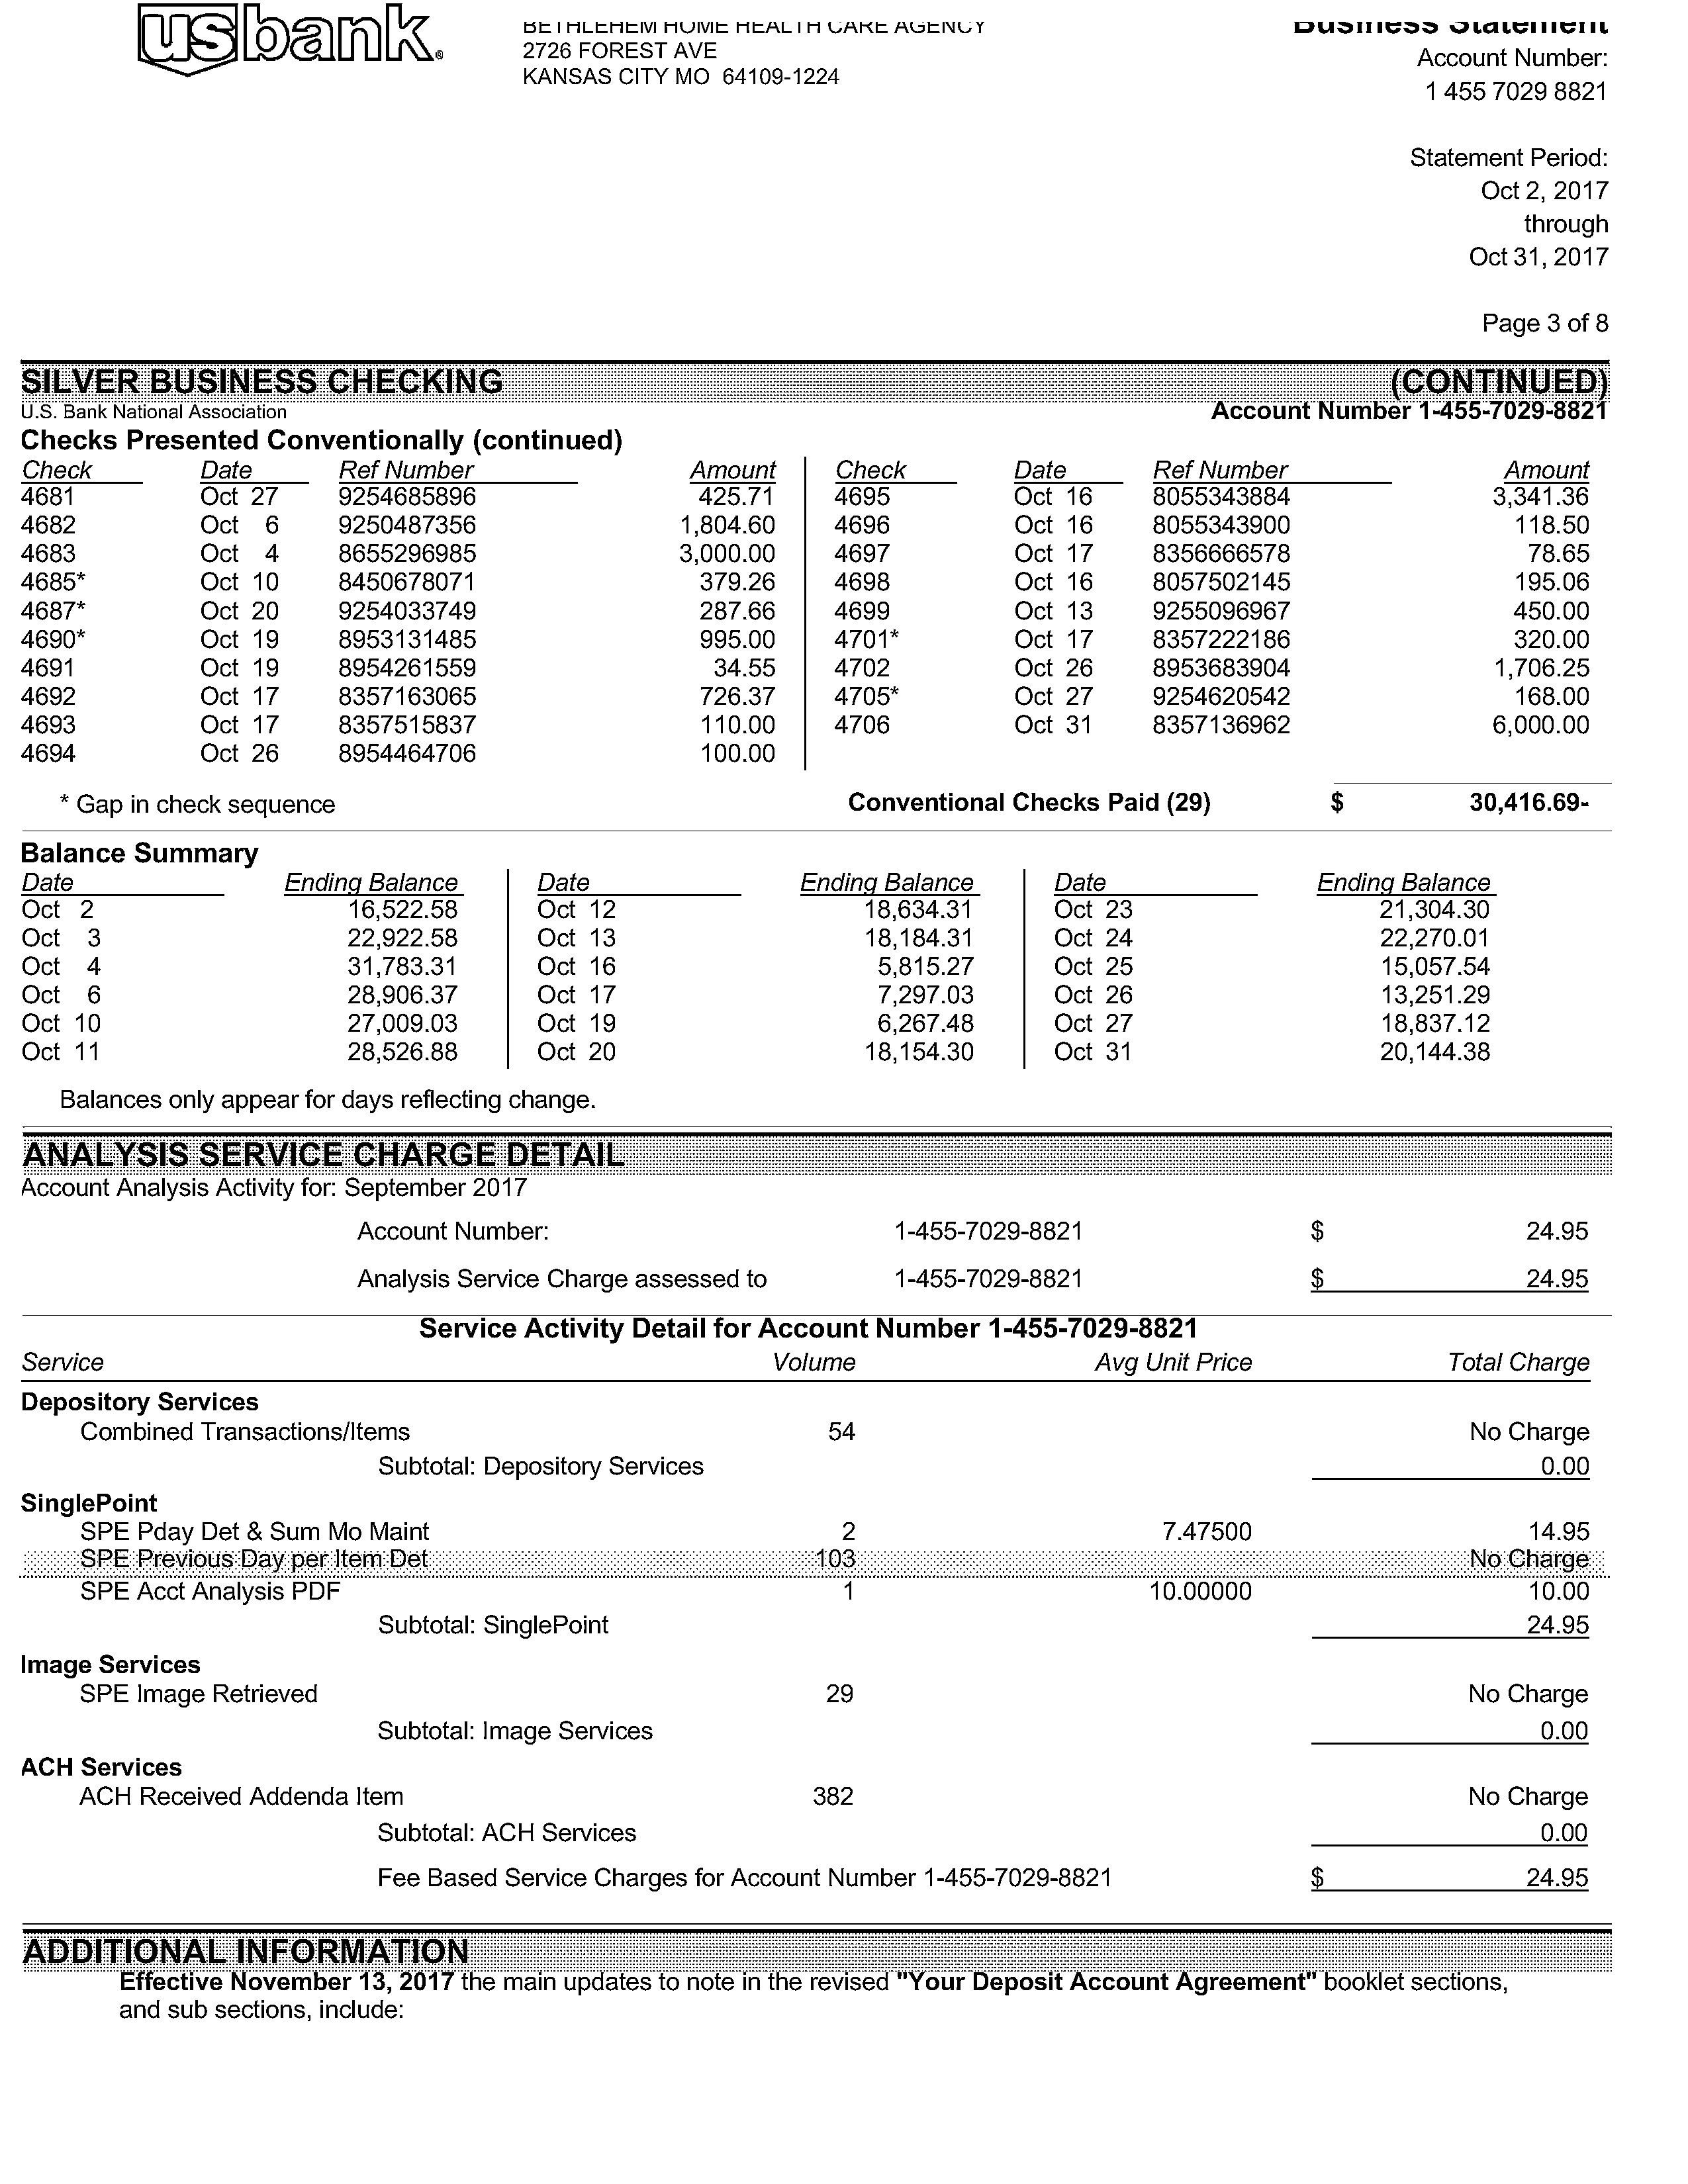 usbank®
BETHLEHEM HOME HEALTH CARE AGENCY
2726 FOREST AVE
KANSAS CITY MO 64109-1224
Business Statement
Account Number:
1 455 7029 8821
Statement Period:
Oct 2, 2017
through
Oct 31, 2017
Page 3 of 8
SILVER BUSINESS CHECKING (CONTINUED)
U.S. Bank National Association Account Number 1-455-7029-8821
Checks Presented Conventionally (continued)
Check Date Ref Number Amount Check Date Ref Number Amount
4681 Oct 27 9254685896 425.71 4695 Oct 16 8055343884 3,341.36
4682 Oct 6 9250487356 1,804.60 4696 Oct 16 8055343900 118.50
4683 Oct 4 8655296985 3,000.00 4697 Oct 17 8356666578 78.65
4685* Oct 10 8450678071 379.26 4698 Oct 16 8057502145 195.06
4687* Oct 20 9254033749 287.66 4699 Oct 13 9255096967 450.00
4690* Oct 19 8953131485 995.00 4701* Oct 17 8357222186 320.00
4691 Oct 19 8954261559 34.55 4702 Oct 26 8953683904 1,706.25
4692 Oct 17 8357163065 726.37 4705* Oct 27 9254620542 168.00
4693 Oct 17 8357515837 110.00 4706 Oct 31 8357136962 6,000.00
4694 Oct 26 8954464706 100.00
* Gap in check sequence Conventional Checks Paid (29) $ 30,416.69-
Balance Summary
Date Ending Balance Date Ending Balance Date Ending Balance
Oct 2 16,522.58 Oct 12 18,634.31 Oct 23 21,304.30
Oct 3 22,922.58 Oct 13 18,184.31 Oct 24 22,270.01
Oct 4 31,783.31 Oct 16 5,815.27 Oct 25 15,057.54
Oct 6 28,906.37 Oct 17 7,297.03 Oct 26 13,251.29
Oct 10 27,009.03 Oct 19 6,267.48 Oct 27 18,837.12
Oct 11 28,526.88 Oct 20 18,154.30 Oct 31 20,144.38
Balances only appear for days reflecting change.
ANALYSIS SERVICE CHARGE DETAIL
Account Analysis Activity for: September 2017
Account Number: 1-455-7029-8821 $ 24.95
Analysis Service Charge assessed to 1-455-7029-8821 $ 24.95
Service Activity Detail for Account Number 1-455-7029-8821
Service Volume Avg Unit Price Total Charge
Depository Services
Combined Transactions/Items 54 No Charge
Subtotal: Depository Services 0.00
SinglePoint
SPE Pday Det & Sum Mo Maint 2 7.47500 14.95
SPE Previous Day per Item Det 103 No Charge
SPE Acct Analysis PDF 1 10.00000 10.00
Subtotal: SinglePoint 24.95
Image Services
SPE Image Retrieved 29 No Charge
Subtotal: Image Services 0.00
ACH Services
ACH Received Addenda Item 382 No Charge
Subtotal: ACH Services 0.00
Fee Based Service Charges for Account Number 1-455-7029-8821 $ 24.95
ADDITIONAL INFORMATION
Effective November 13, 2017 the main updates to note in the revised "Your Deposit Account Agreement" booklet sections,
and sub sections, include: